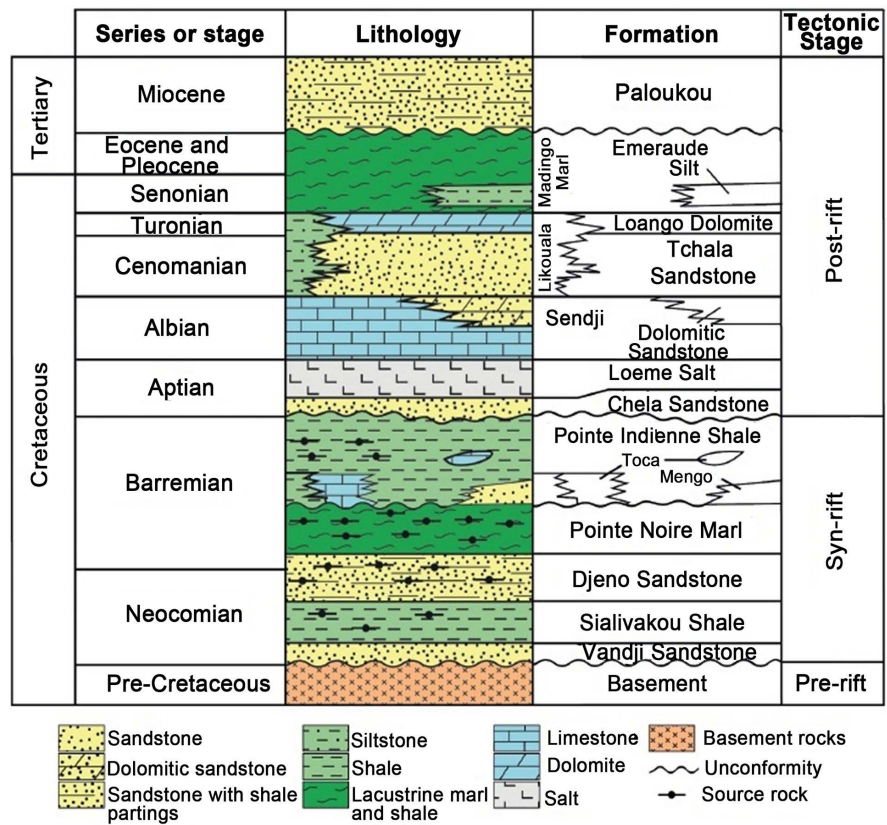 Series or stage
Lithology
Formation
Tectonic
Stage
Tertiary
Cretaceous
Miocene
Eocene and
Pleocene
Senonian
Turonian
Cenomanian
Albian
Aptian
Barremian
Neocomian
Pre-Cretaceous
Paloukou
Madingo
Marl
Emeraude
Silt
Likouala
Loango Dolomite
Tchala
Sandstone
Sendji
Dolomitic
Sandstone
Loeme Salt
Chela Sandstone
Pointe Indienne Shale
Toca
Mengo
Pointe Noire Marl
Djeno Sandstone
Sialivakou Shale
Vandji Sandstone
Basement
Post-rift
Syn-rift
Pre-rift
Sandstone
Dolomitic sandstone
Sandstone with shale
partings
Siltstone
Shale
Lacustrine marl
and shale
Limestone
Dolomite
Salt
Basement rocks
Unconformity
Source rock